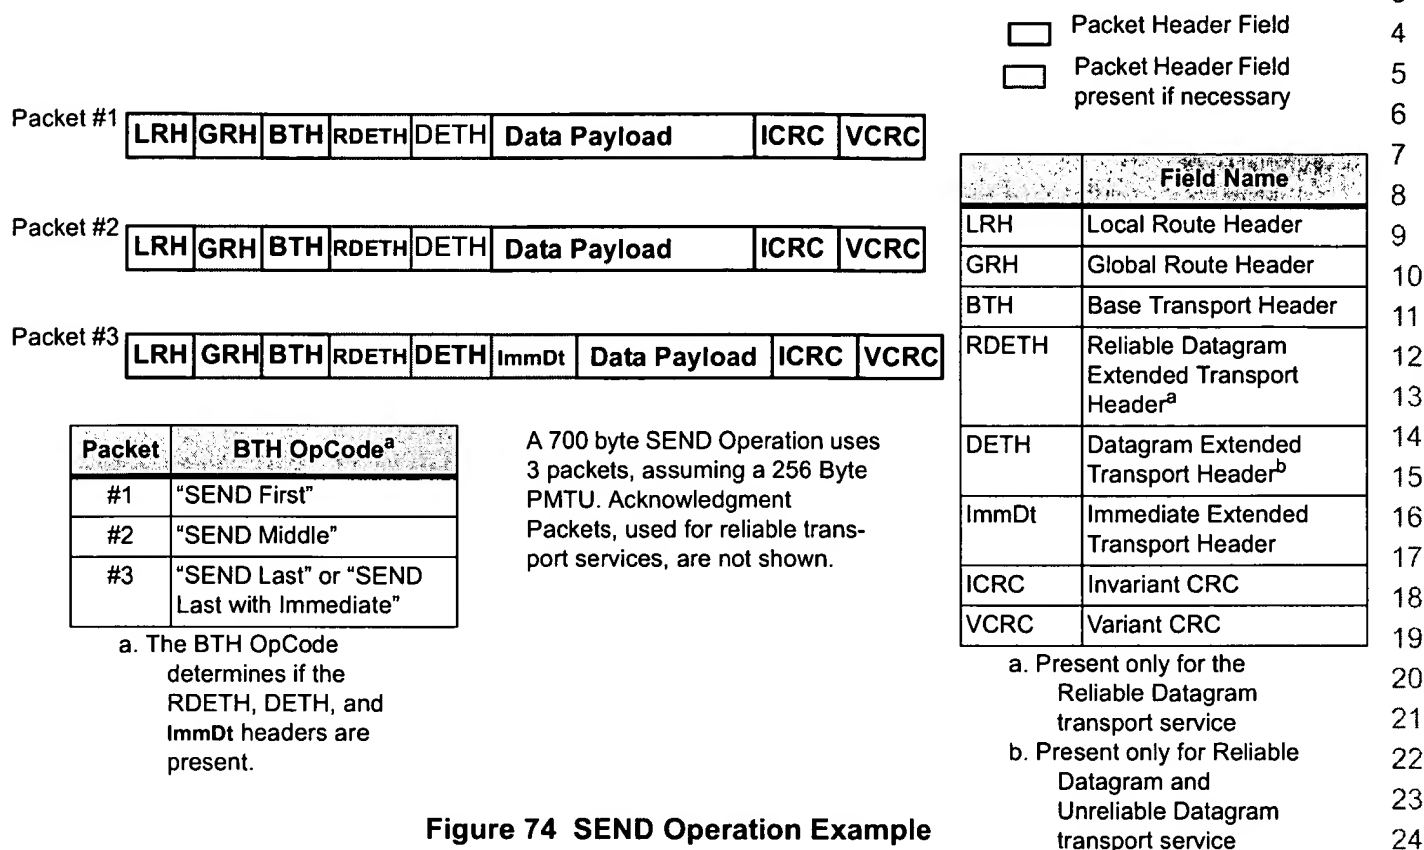 Packet Header Field
Packet Header Field
present if necessary
Packet #1
LRH GRH BTH RDETH DETH Data Payload ICRC VCRC
Packet #2
LRH GRH BTH RDETH DETH Data Payload ICRC VCRC
Packet #3
LRH GRH BTH RDETH DETH ImmDt Data Payload ICRC VCRC
Packet BTH OpCodea
#1 “SEND First”
#2 “SEND Middle”
#3 “SEND Last” or “SEND
Last with Immediate”
a. The BTH OpCode
determines if the
RDETH, DETH, and
ImmDt headers are
present.
A 700 byte SEND Operation uses
3 packets, assuming a 256 Byte
PMTU. Acknowledgment
Packets, used for reliable trans-
port services, are not shown.
Field Name
LRH Local Route Header
GRH Global Route Header
BTH Base Transport Header
RDETH Reliable Datagram
Extended Transport
Headera
DETH Datagram Extended
Transport Headerb
ImmDt Immediate Extended
Transport Header
ICRC Invariant CRC
VCRC Variant CRC
a. Present only for the
Reliable Datagram
transport service
b. Present only for Reliable
Datagram and
Unreliable Datagram
transport service
Figure 74 SEND Operation Example
4
5
6
7
8
9
10
11
12
13
14
15
16
17
18
19
20
21
22
23
24